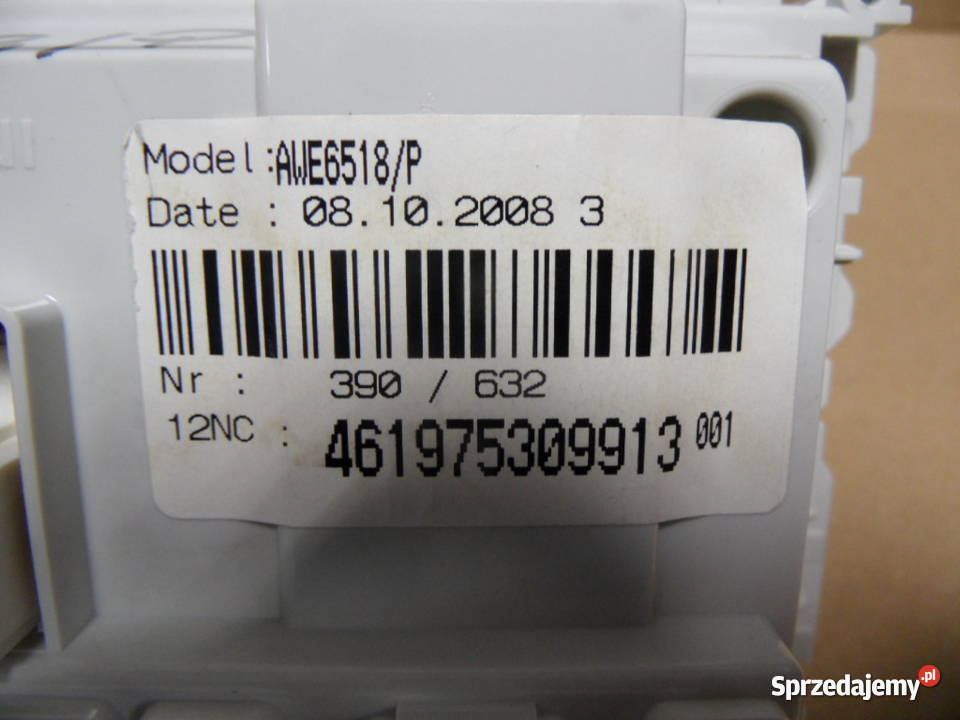 Model:AWE6518/P
Date : 08.10.2008 3
Nr : 390 / 632
12NC : 461975309913 001
Sprzedajemy.pl